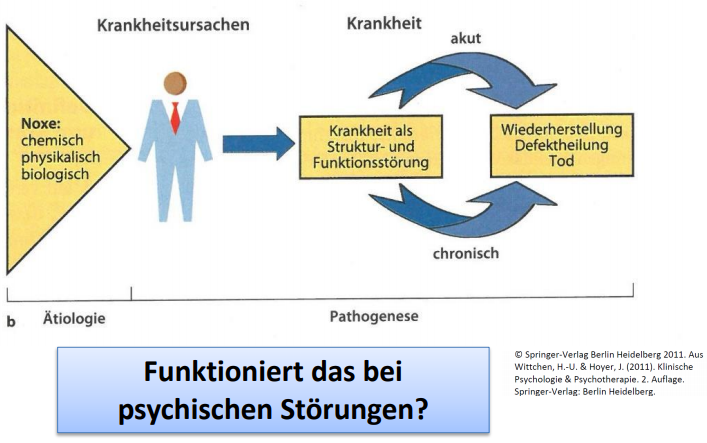 Krankheitsursachen
Krankheit
akut
Noxe:
chemisch
physikalisch
biologisch
Krankheit als
Struktur- und
Funktionsstörung
Wiederherstellung
Defektheilung
Tod
chronisch
b
Ätiologie
Pathogenese
Funktioniert das bei
psychischen Störungen?
© Springer-Verlag Berlin Heidelberg 2011. Aus
Wittchen, H.-U. & Hoyer, J. (2011). Klinische
Psychologie & Psychotherapie. 2. Auflage.
Springer-Verlag: Berlin Heidelberg.